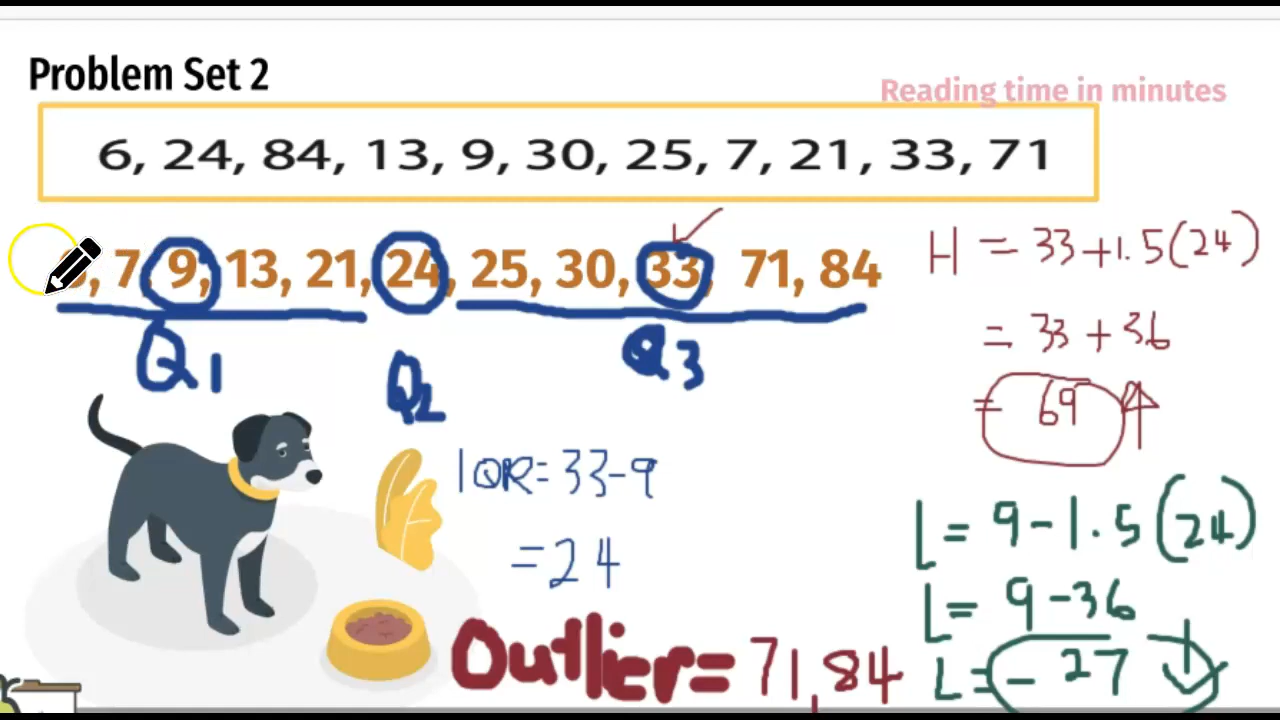 Problem Set 2
Reading time in minutes
6, 24, 84, 13, 9, 30, 25, 7, 21, 33, 71
7, 9, 13, 21, 24, 25, 30, 33, 71, 84
Q1
Q2
Q3
IQR = 33 - 9
= 24
H = 33 + 1.5 (24)
= 33 + 36
= 69
L = 9 - 1.5 (24)
L = 9 - 36
L = - 27
Outlier = 71, 84